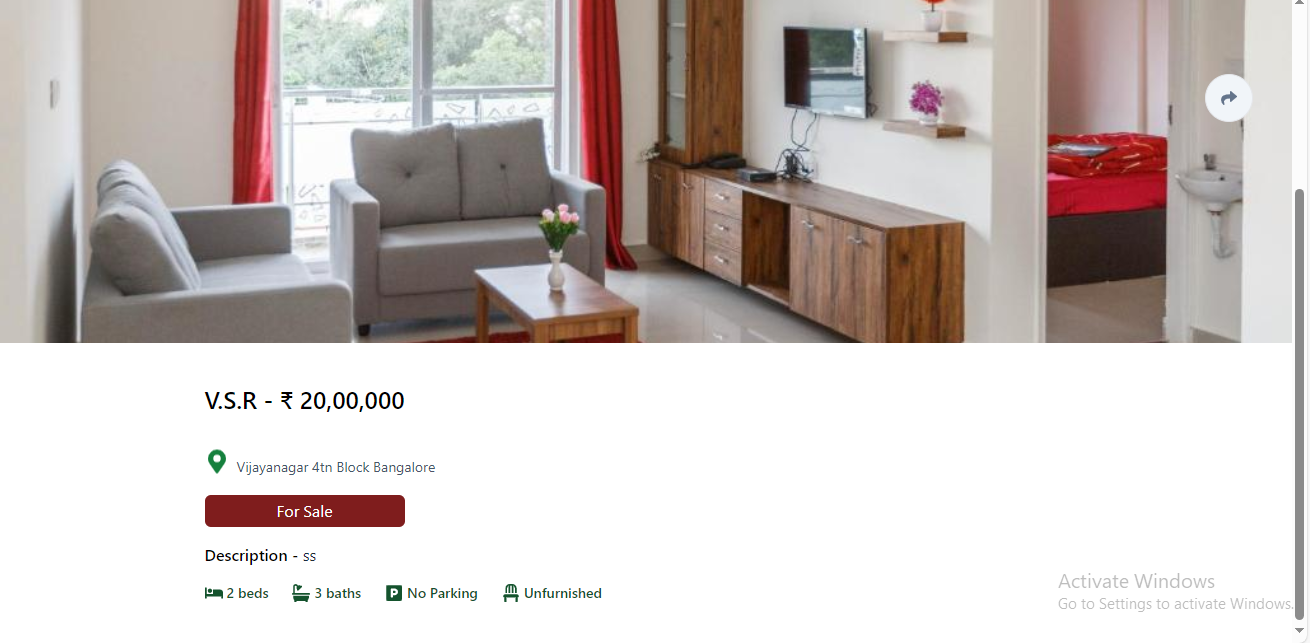 V.S.R - ₹ 20,00,000
Vijayanagar 4tn Block Bangalore
For Sale
Description - ss
2 beds 3 baths P No Parking Unfurnished
Activate Windows
Go to Settings to activate Windows.